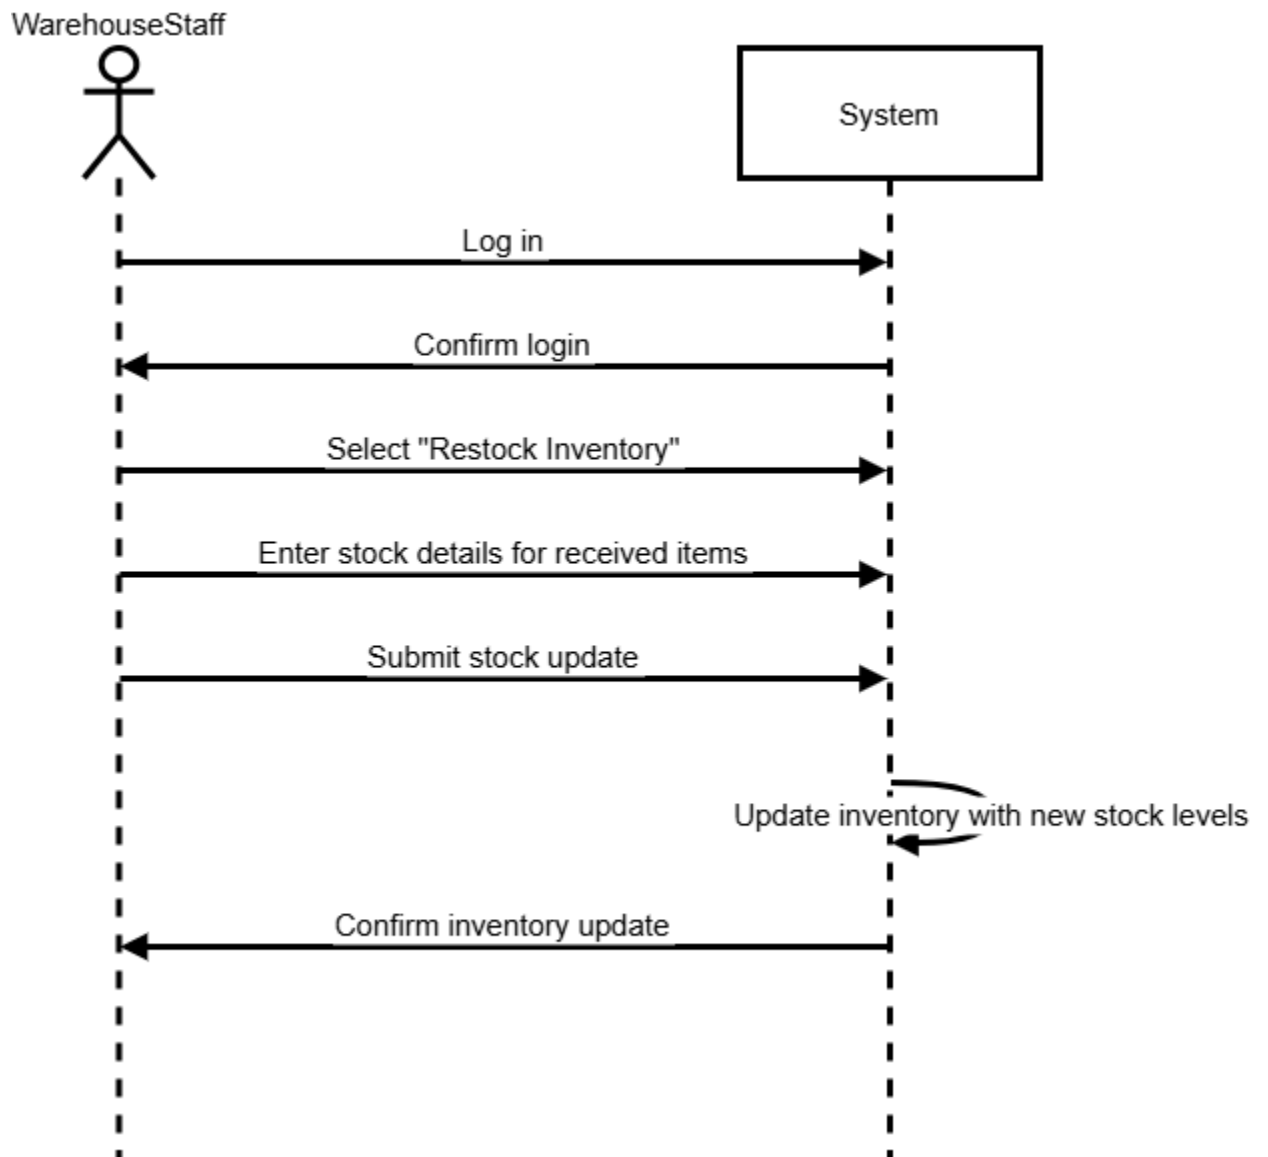 WarehouseStaff
System
Log in
Confirm login
Select "Restock Inventory"
Enter stock details for received items
Submit stock update
Update inventory with new stock levels
Confirm inventory update